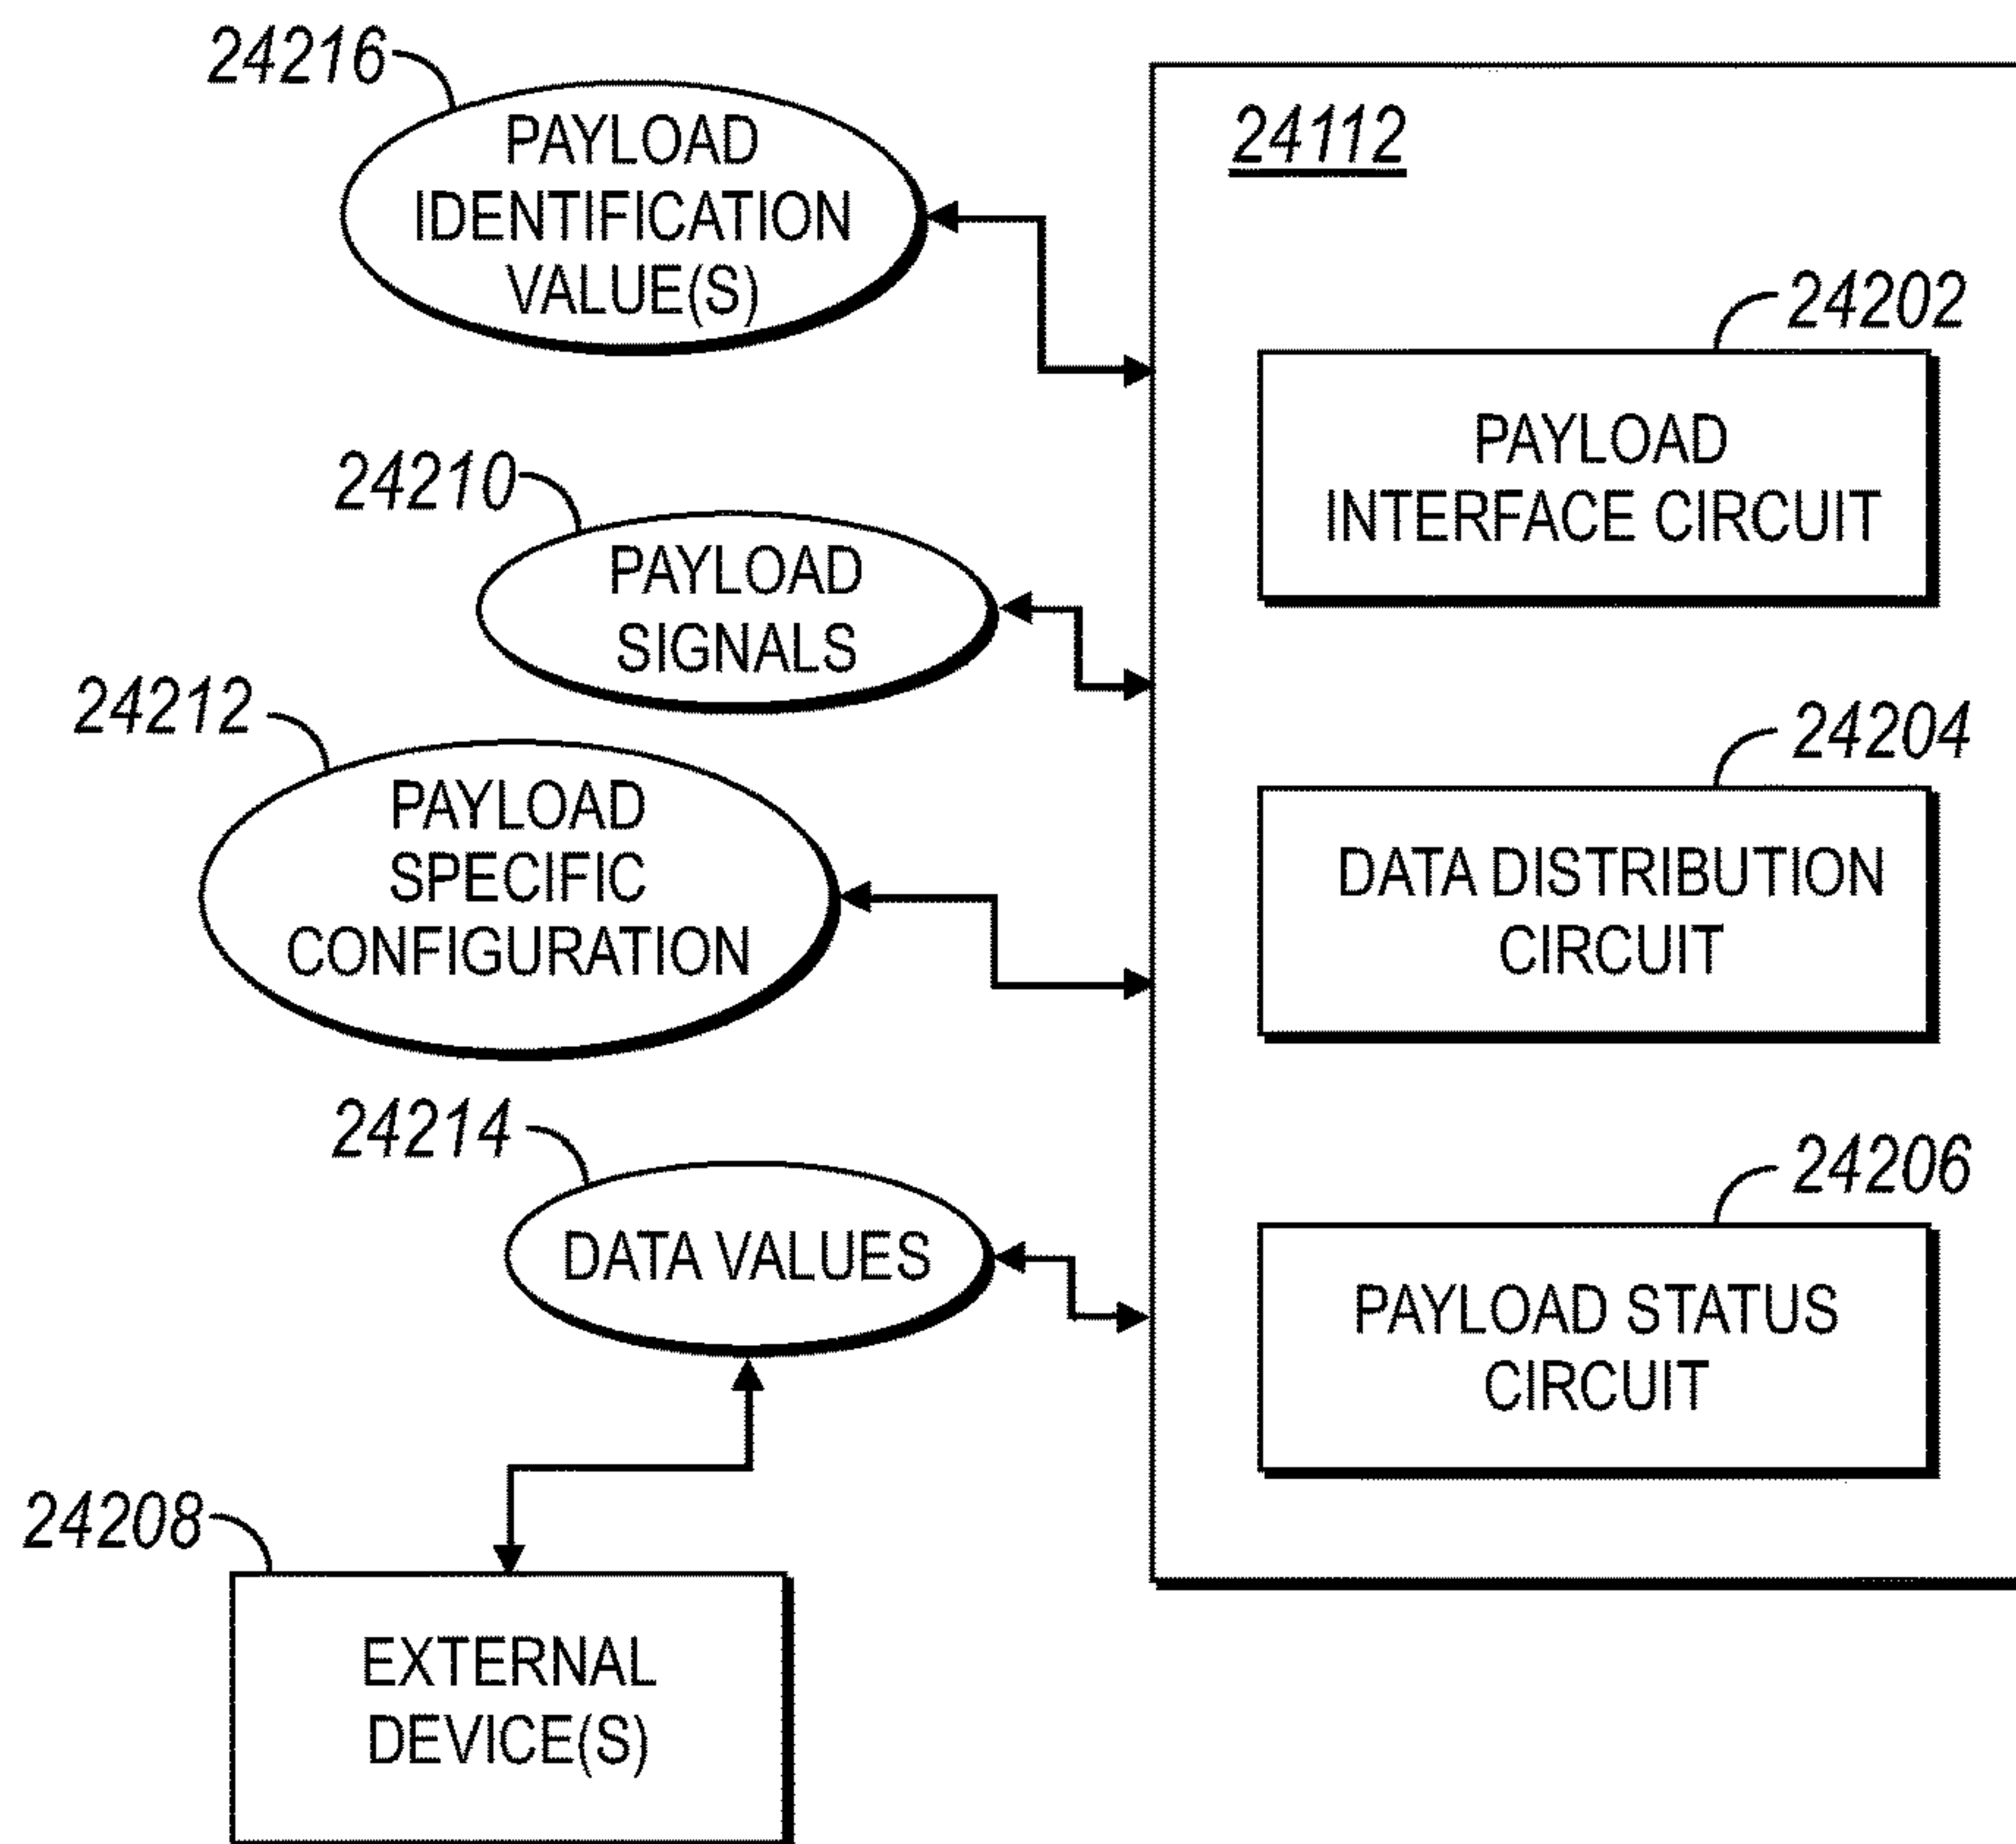 24216
PAYLOAD
IDENTIFICATION
VALUE(S)
24112
24202
PAYLOAD
INTERFACE CIRCUIT
24210
PAYLOAD
SIGNALS
24212
PAYLOAD
SPECIFIC
CONFIGURATION
24204
DATA DISTRIBUTION
CIRCUIT
24214
DATA VALUES
24206
PAYLOAD STATUS
CIRCUIT
24208
EXTERNAL
DEVICE(S)